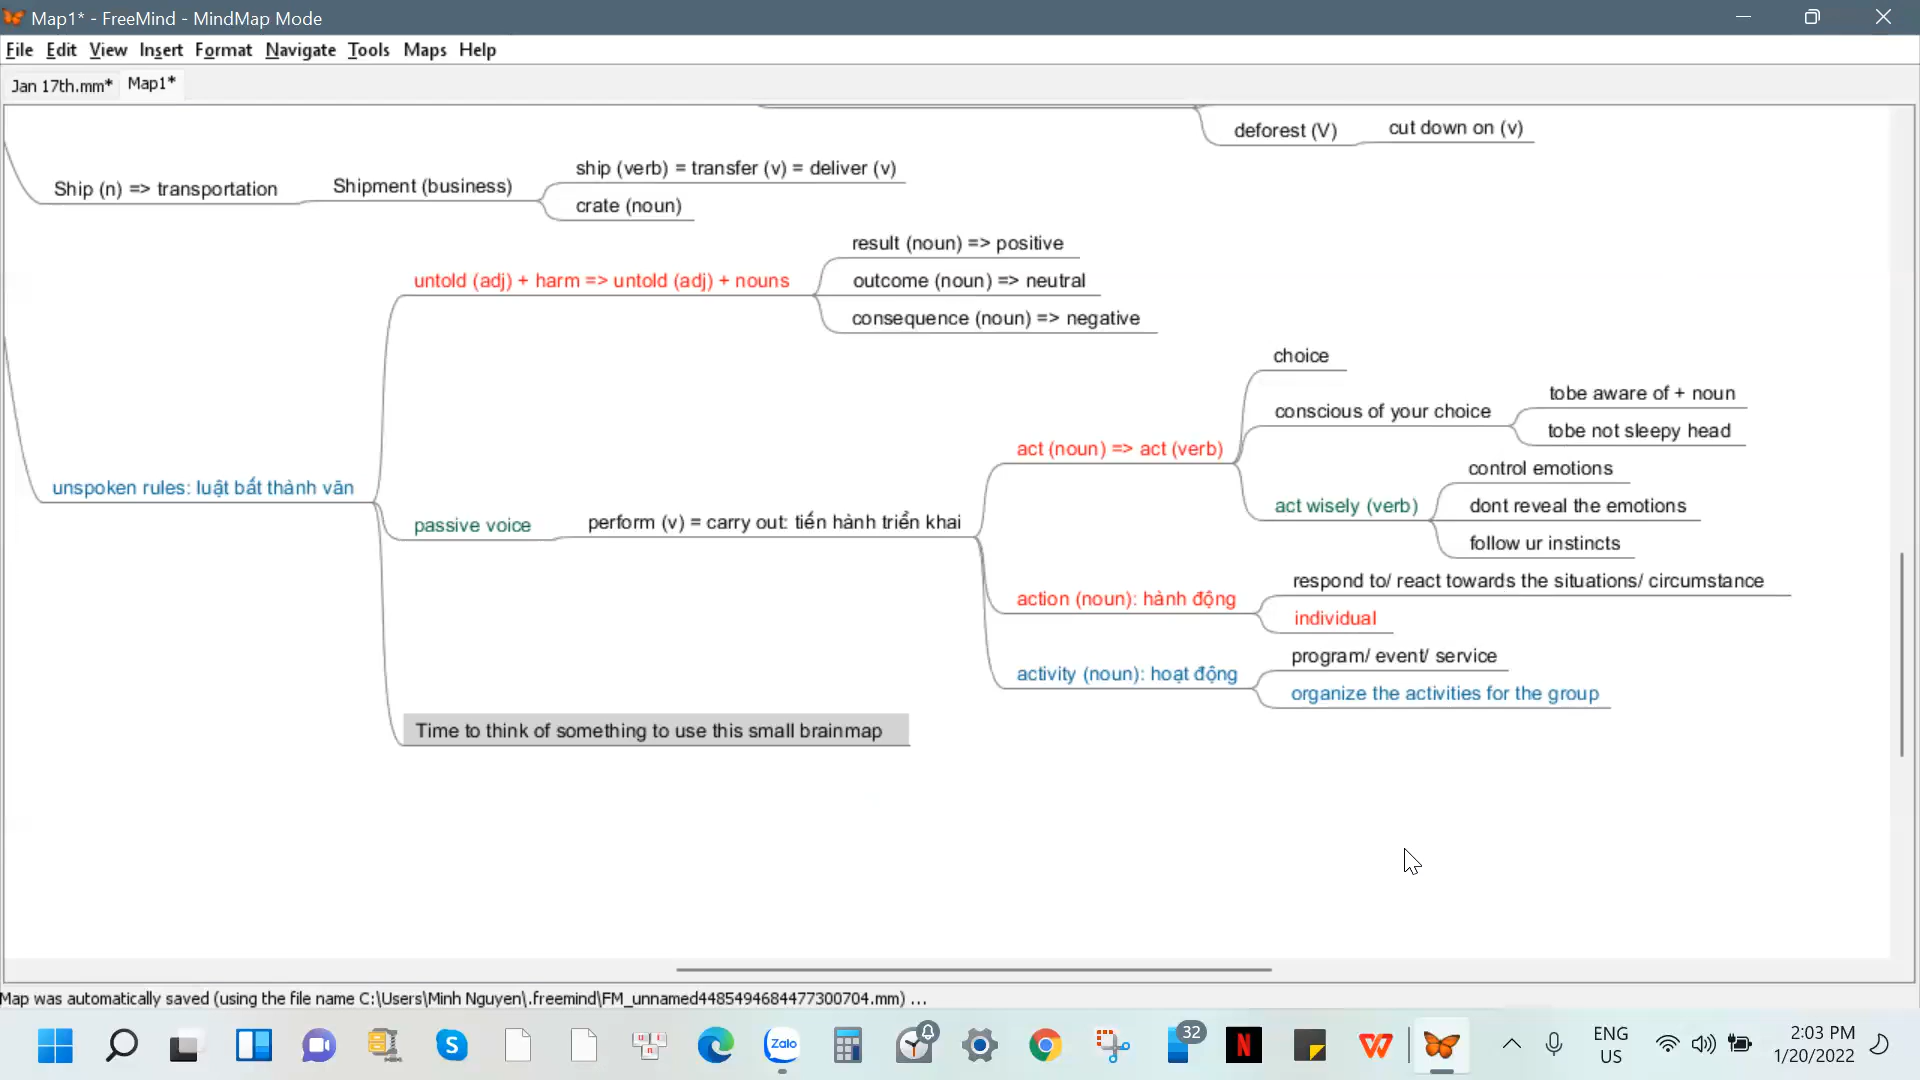 Map1* - FreeMind - MindMap Mode
File Edit View Insert Format Navigate Tools Maps Help
Jan 17th.mm* Map1*
deforest (V) cut down on (v)
Ship (n) => transportation
Shipment (business)
ship (verb) = transfer (v) = deliver (v)
crate (noun)
unspoken rules: luật bất thành văn
untold (adj) + harm => untold (adj) + nouns
result (noun) => positive
outcome (noun) => neutral
consequence (noun) => negative
passive voice
perform (v) = carry out: tiến hành triển khai
act (noun) => act (verb)
choice
conscious of your choice
tobe aware of + noun
tobe not sleepy head
act wisely (verb)
control emotions
dont reveal the emotions
follow ur instincts
action (noun): hành động
respond to/ react towards the situations/ circumstance
individual
activity (noun): hoạt động
program/ event/ service
organize the activities for the group
Time to think of something to use this small brainmap
Map was automatically saved (using the file name C:\Users\Minh Nguyen\.freemind\FM_unnamed4485494684477300704.mm) ...
Zalo
32
N
ENG
US
2:03 PM
1/20/2022